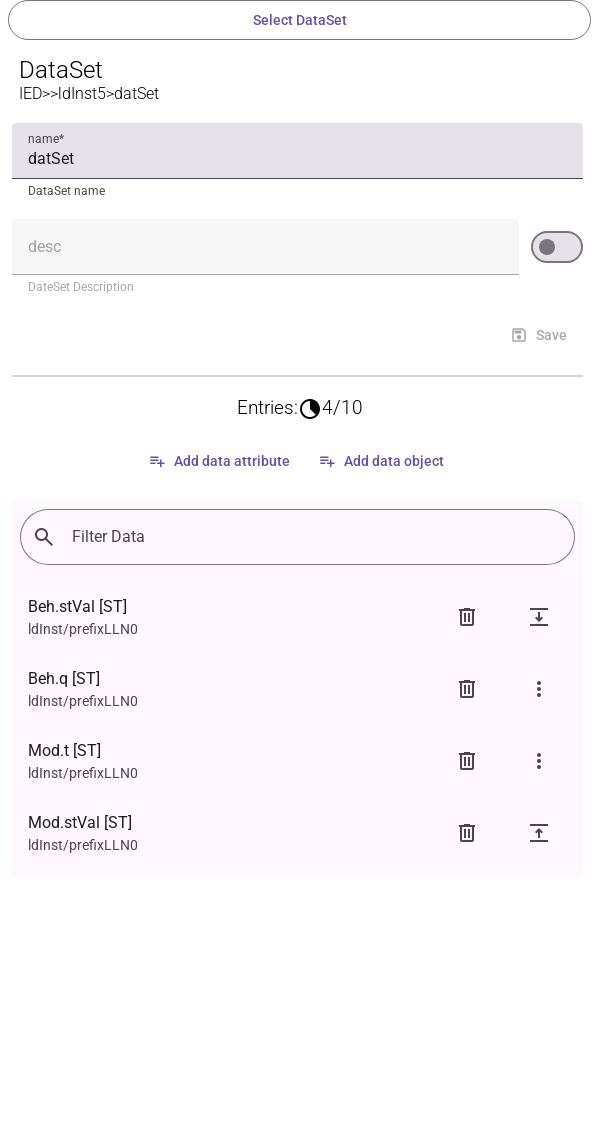 Select DataSet
DataSet
IED>>ldInst5>datSet
name*
datSet
DataSet name
desc
DateSet Description
Save
Entries: 4/10
Add data attribute
Add data object
Filter Data
Beh.stVal [ST]
ldInst/prefixLLN0
Beh.q [ST]
ldInst/prefixLLN0
Mod.t [ST]
ldInst/prefixLLN0
Mod.stVal [ST]
ldInst/prefixLLN0